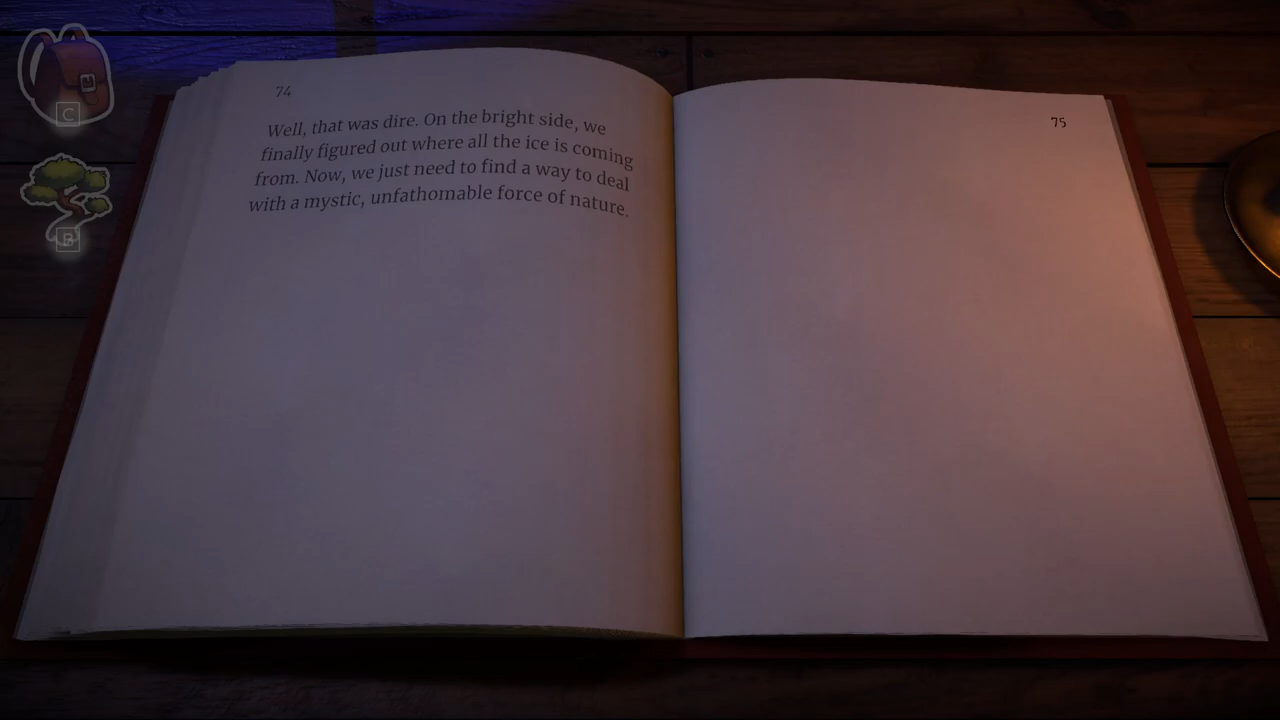 C
B
74
Well, that was dire. On the bright side, we
finally figured out where all the ice is coming
from. Now, we just need to find a way to deal
with a mystic, unfathomable force of nature.
75